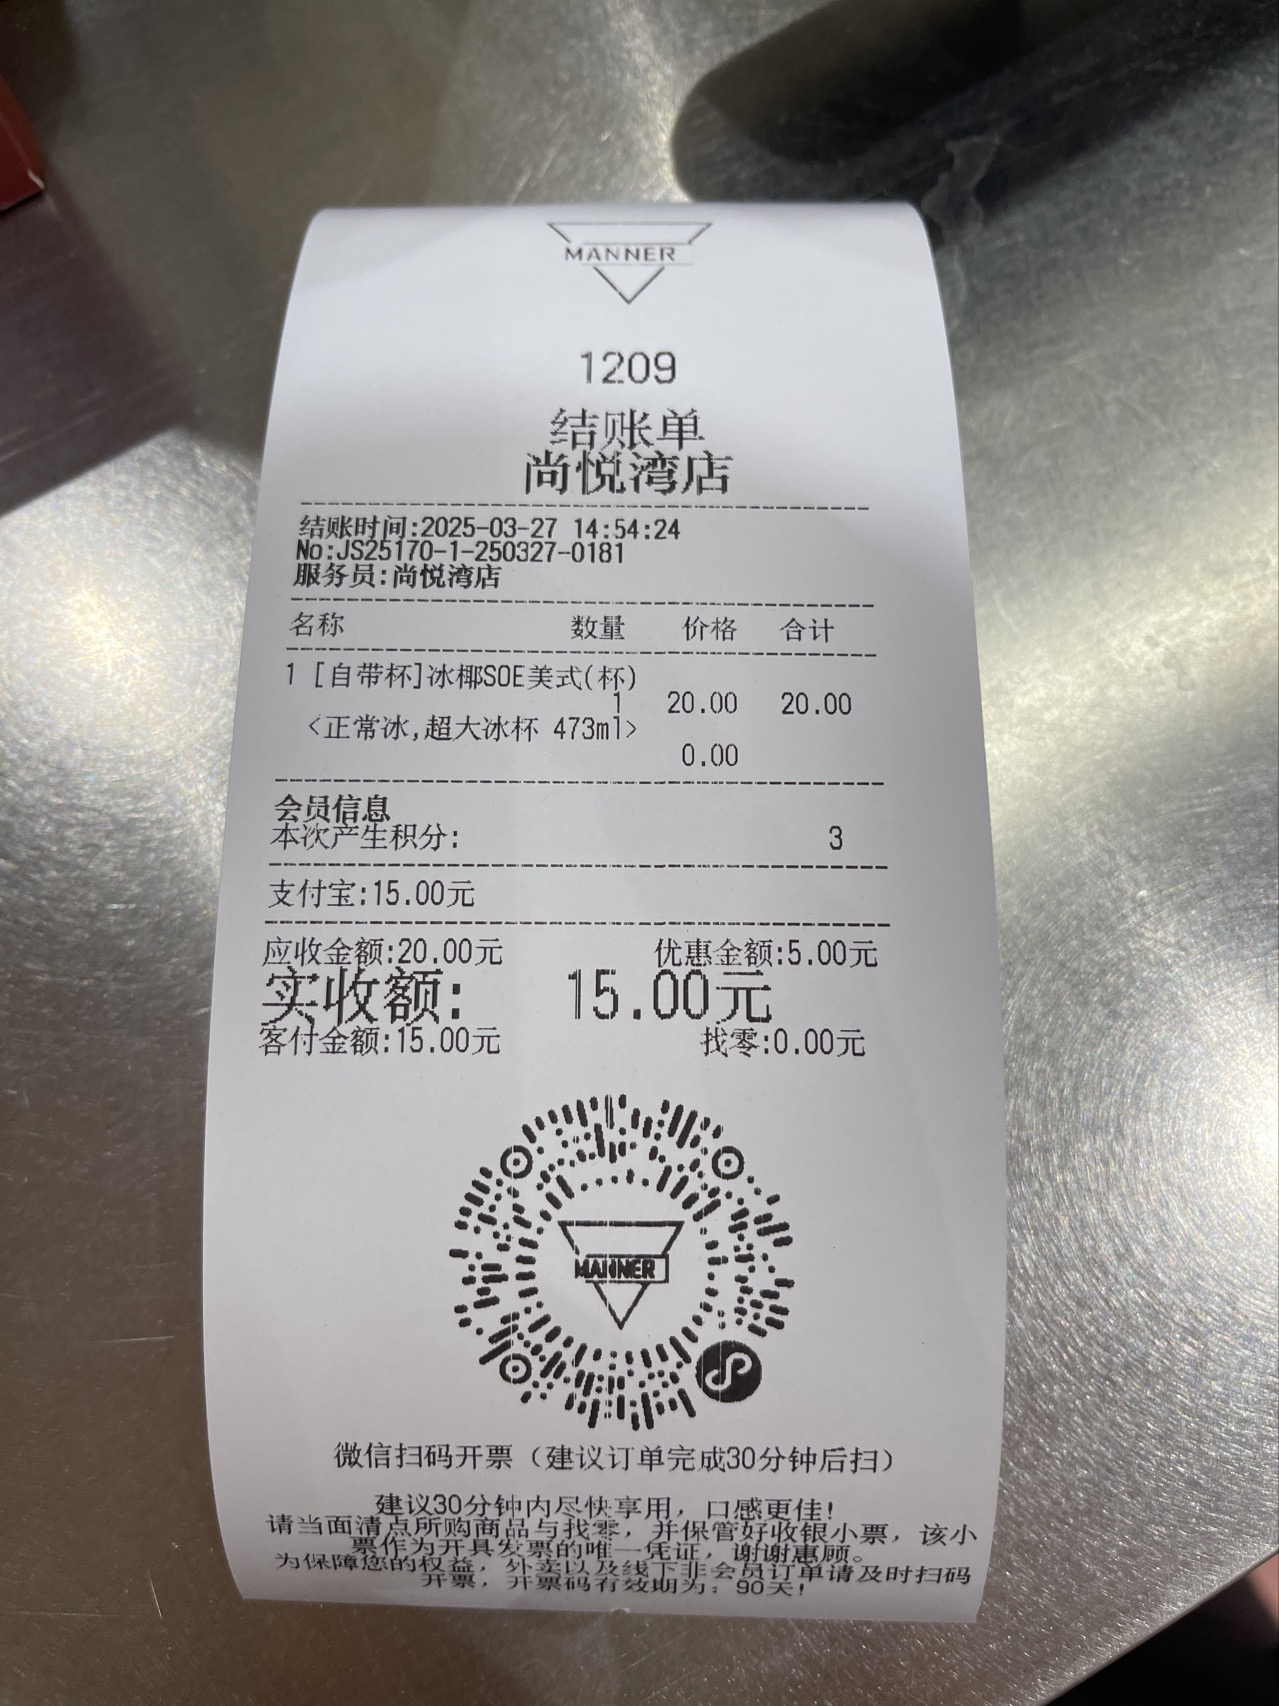 MANNER
1209
结账单
尚悦湾店
结账时间:2025-03-27 14:54:24
No:JS25170-1-250327-0181
服务员:尚悦湾店
名称 数量 价格 合计
1 [自带杯]冰椰SOE美式(杯)
1 20.00 20.00
<正常冰,超大冰杯 473ml>
0.00
会员信息
本次产生积分: 3
支付宝:15.00元
应收金额:20.00元 优惠金额:5.00元
实收额: 15.00元
客付金额:15.00元 找零:0.00元
MANNER
微信扫码开票（建议订单完成30分钟后扫）
建议30分钟内尽快享用，口感更佳！
请当面清点所购商品与找零，并保管好收银小票，该小
票作为开具发票的唯一凭证，谢谢惠顾。
为保障您的权益，外卖以及线下非会员订单请及时扫码
开票，开票码有效期为：90天！